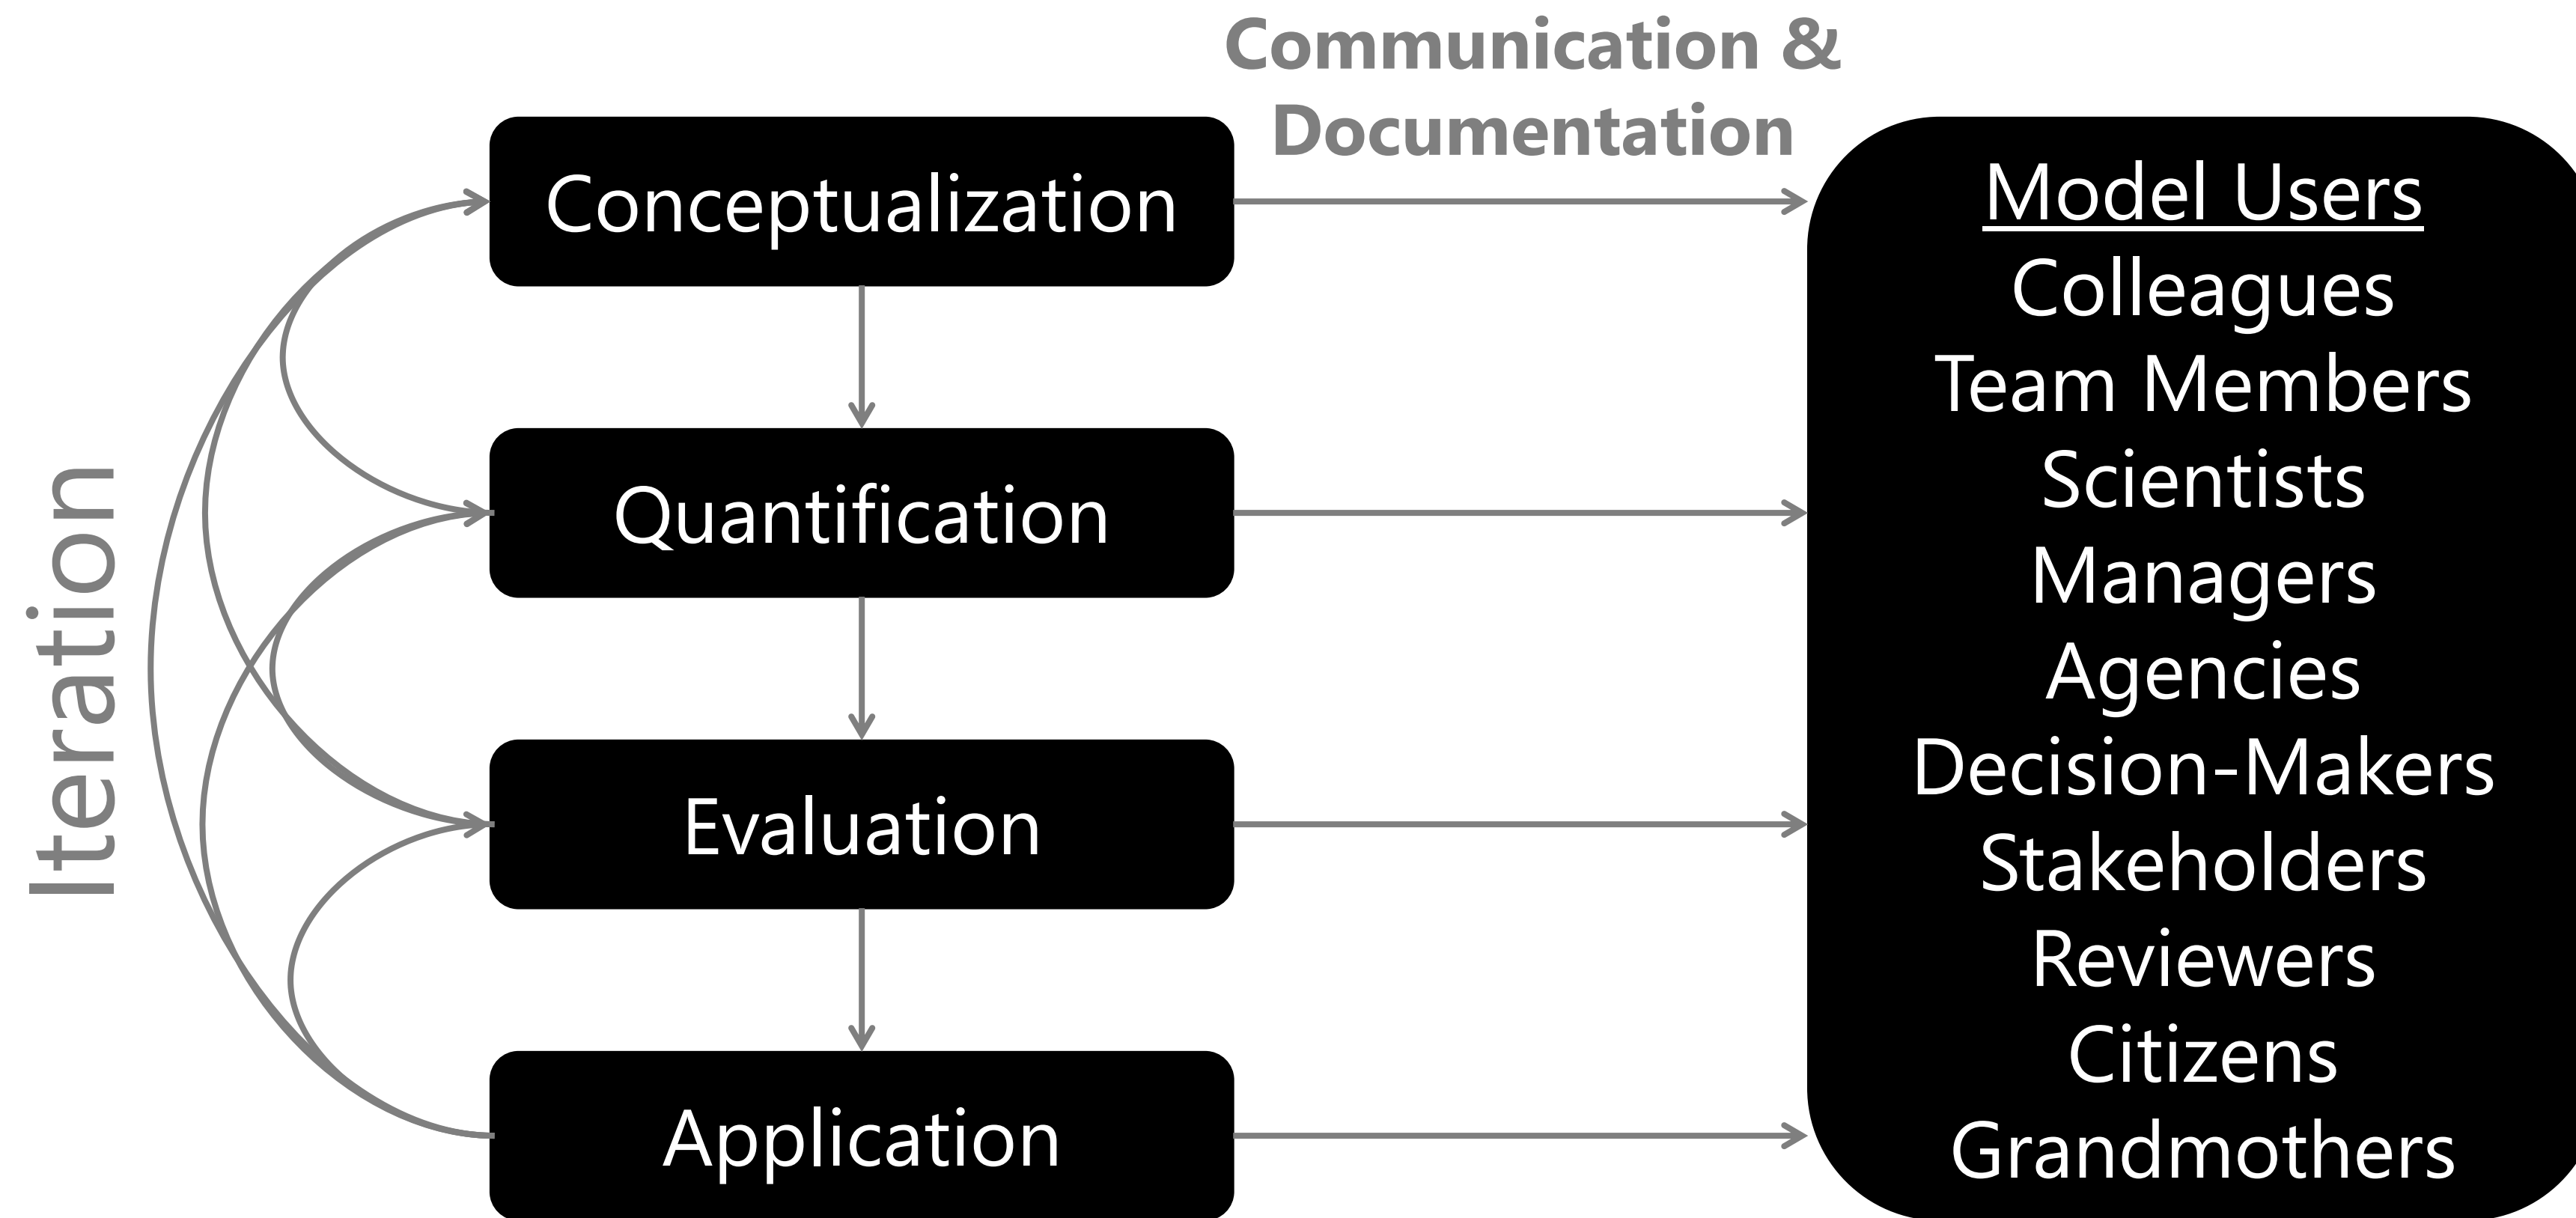 Communication &
Documentation
Iteration
Conceptualization
Quantification
Evaluation
Application
Model Users
Colleagues
Team Members
Scientists
Managers
Agencies
Decision-Makers
Stakeholders
Reviewers
Citizens
Grandmothers